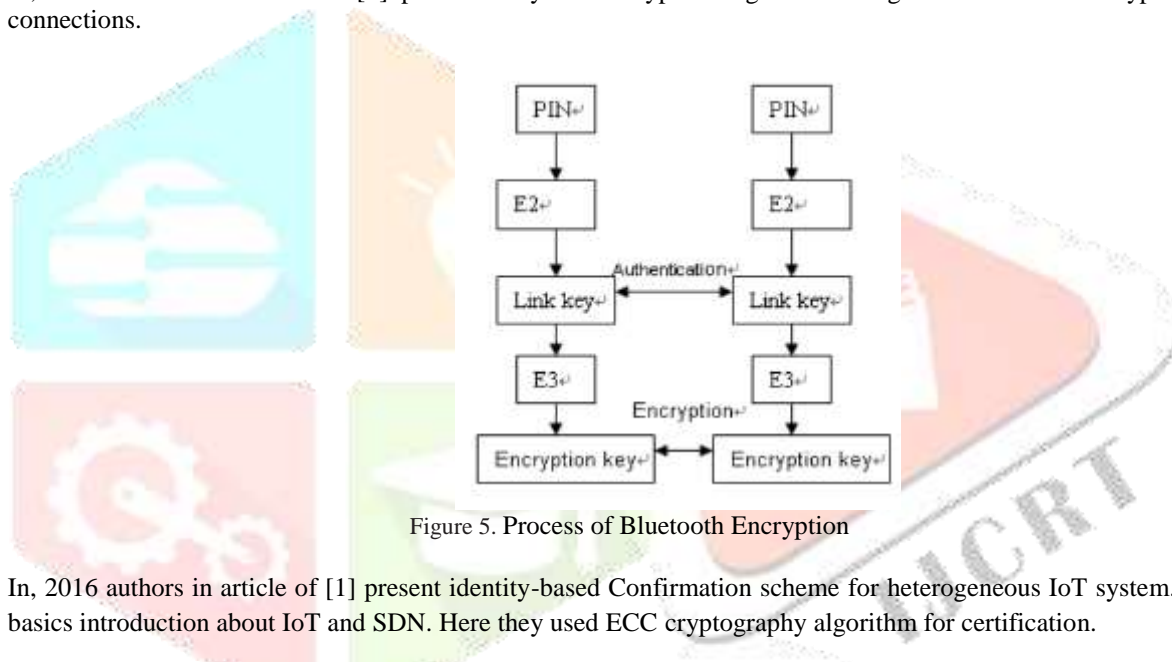 connections.
PIN PIN
E2 E2
Authentication
Link key Link key
E3 E3
Encryption
Encryption key Encryption key
Figure 5. Process of Bluetooth Encryption
In, 2016 authors in article of [1] present identity-based Confirmation scheme for heterogeneous IoT system.
basics introduction about IoT and SDN. Here they used ECC cryptography algorithm for certification.
IJCRT